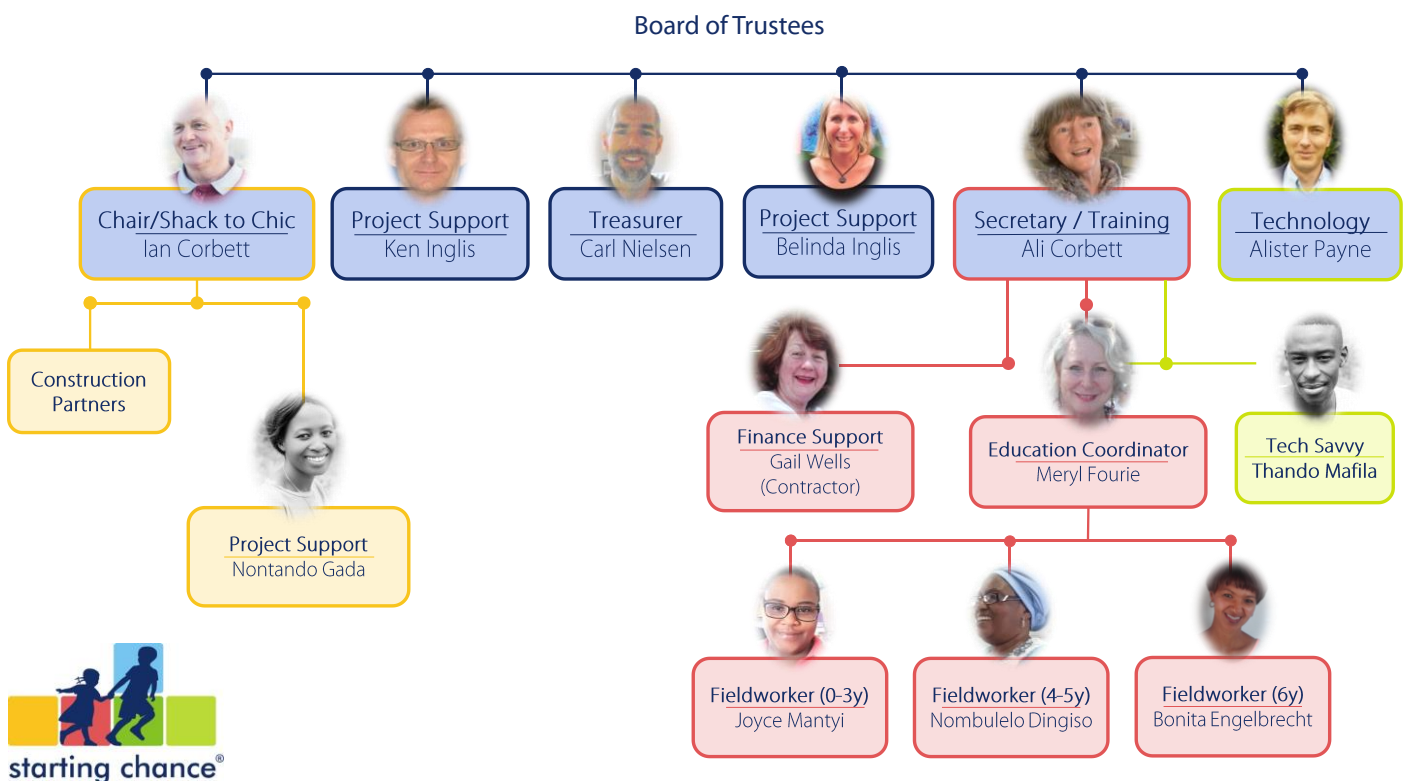 Board of Trustees
Chair/Shack to Chic
Ian Corbett
Project Support
Ken Inglis
Treasurer
Carl Nielsen
Project Support
Belinda Inglis
Secretary / Training
Ali Corbett
Technology
Alister Payne
Construction
Partners
Project Support
Nontando Gada
Finance Support
Gail Wells
(Contractor)
Education Coordinator
Meryl Fourie
Tech Savvy
Thando Mafila
Fieldworker (0-3y)
Joyce Mantyi
Fieldworker (4-5y)
Nombulelo Dingiso
Fieldworker (6y)
Bonita Engelbrecht
starting chance®